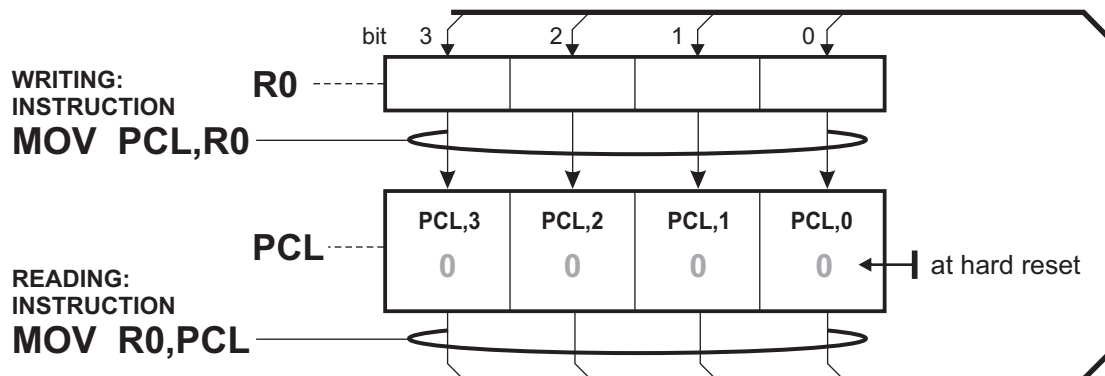 bit 3 2 1 0
WRITING:
INSTRUCTION
MOV PCL,R0
R0
PCL,3 PCL,2 PCL,1 PCL,0
PCL
0 0 0 0
at hard reset
READING:
INSTRUCTION
MOV R0,PCL